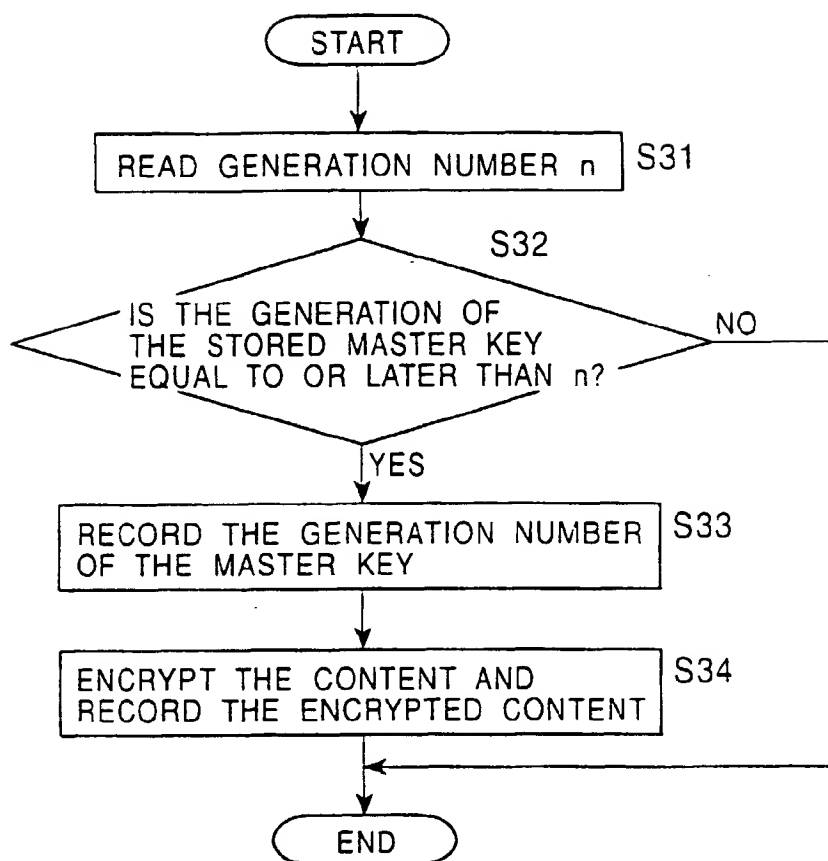 START
READ GENERATION NUMBER n
S31
S32
IS THE GENERATION OF
THE STORED MASTER KEY
EQUAL TO OR LATER THAN n?
NO
YES
RECORD THE GENERATION NUMBER
OF THE MASTER KEY
S33
ENCRYPT THE CONTENT AND
RECORD THE ENCRYPTED CONTENT
S34
END